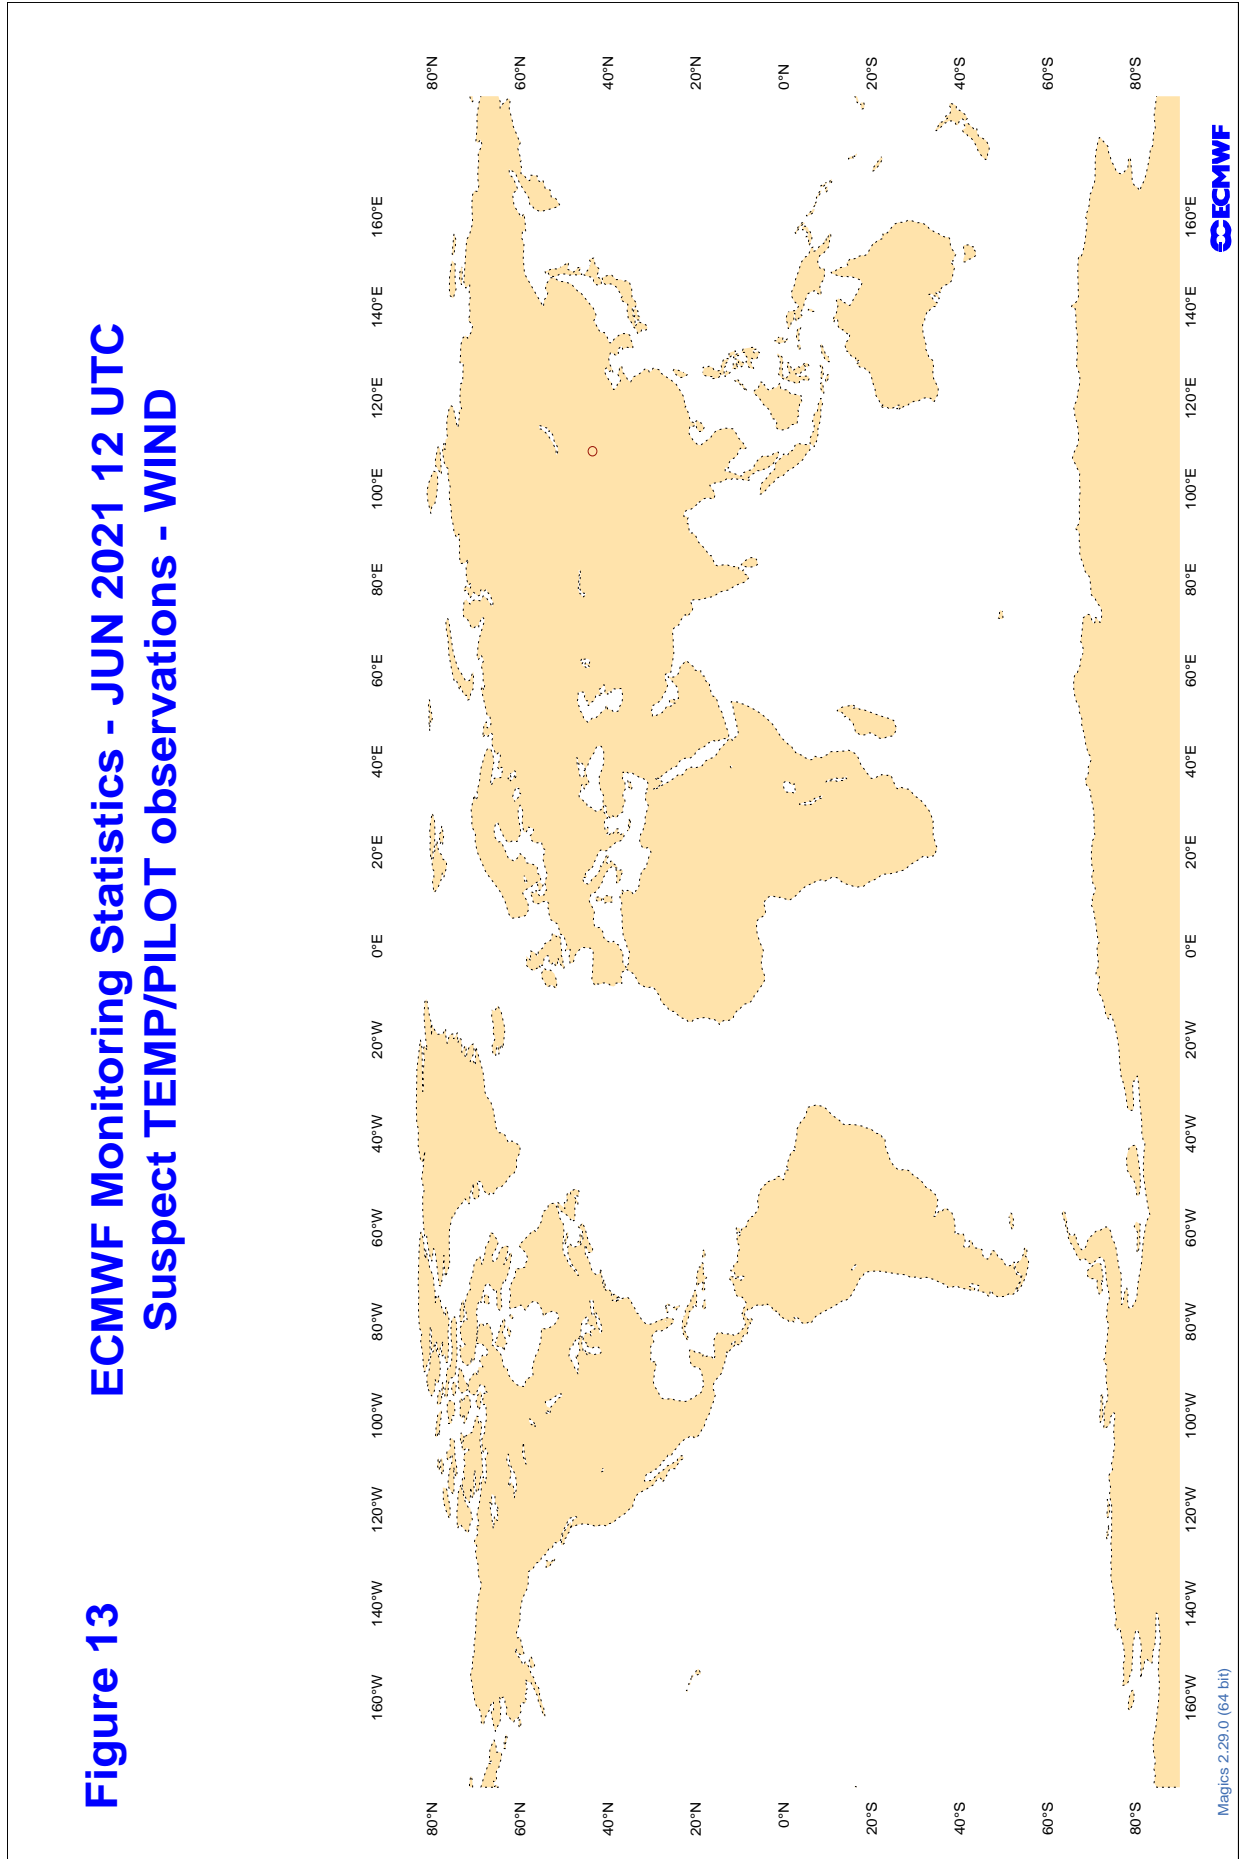 Figure 13
ECMWF Monitoring Statistics - JUN 2021 12 UTC
Suspect TEMP/PILOT observations - WIND
160°W 140°W 120°W 100°W 80°W 60°W 40°W 20°W 0°E 20°E 40°E 60°E 80°E 100°E 120°E 140°E 160°E
80°N 80°N
60°N 60°N
40°N 40°N
20°N 20°N
0°N 0°N
20°S 20°S
40°S 40°S
60°S 60°S
80°S 80°S
160°W 140°W 120°W 100°W 80°W 60°W 40°W 20°W 0°E 20°E 40°E 60°E 80°E 100°E 120°E 140°E 160°E
Magics 2.29.0 (64 bit)
ECMWF